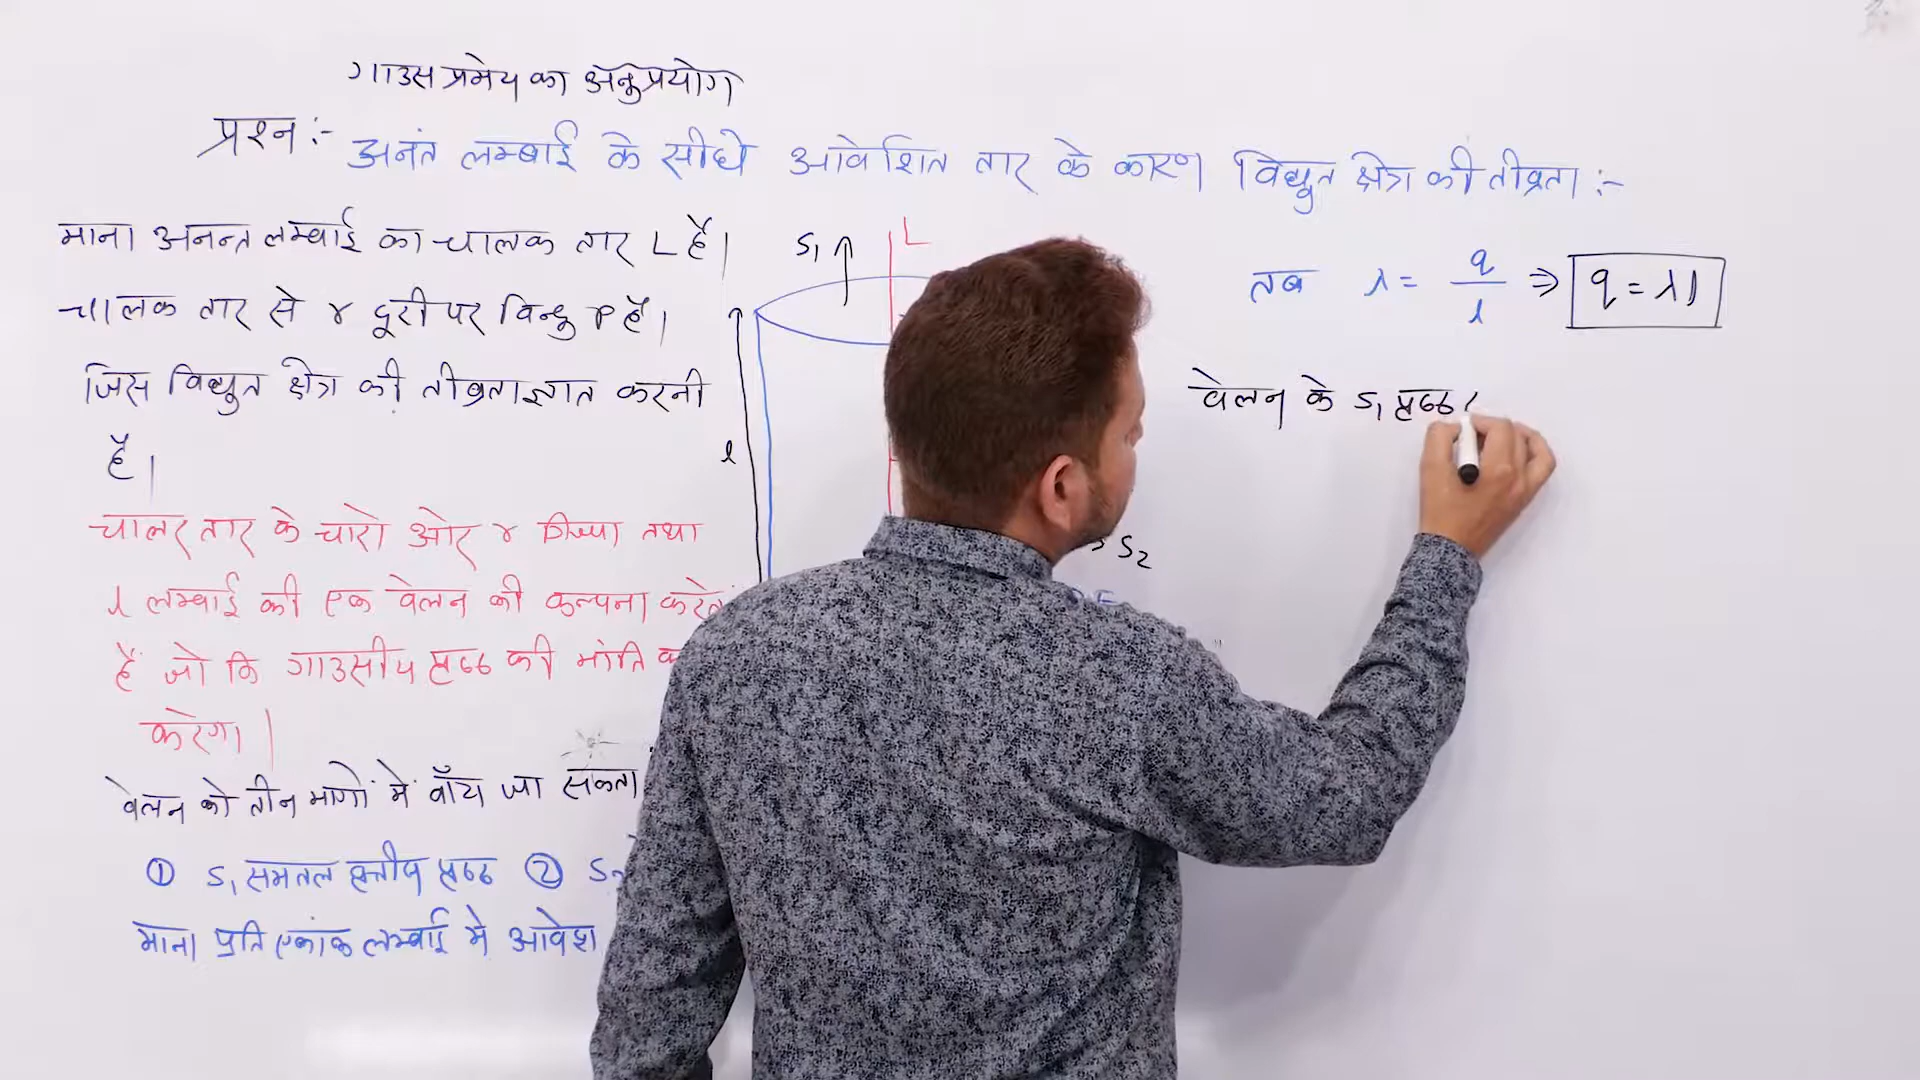 गाउस प्रमेय का अनुप्रयोग
प्रश्न :- अनंत लम्बाई के सीधे आवेशित तार के कारण विद्युत क्षेत्र की तीव्रता :-
माना अनन्त लम्बाई का चालक तार L है।
चालक तार से r दूरी पर बिन्दु P है।
जिस विद्युत क्षेत्र की तीव्रता ज्ञात करनी
है।
चालर तार के चारो ओर r त्रिज्या तथा
l लम्बाई की एक बेलन की कल्पना करते
हैं जो कि गाउसीय पृष्ठ की भांति
करेगा।
बेलन को तीन भागों में बाँटा जा सकता
① S₁ समतल वृत्तीय पृष्ठ ②
माना प्रति एकांक लम्बाई मे आवेश
S₁
L
l
S₂
E
तब λ = q/l ⇒ q = λl
बेलन के S₁ पृष्ठ